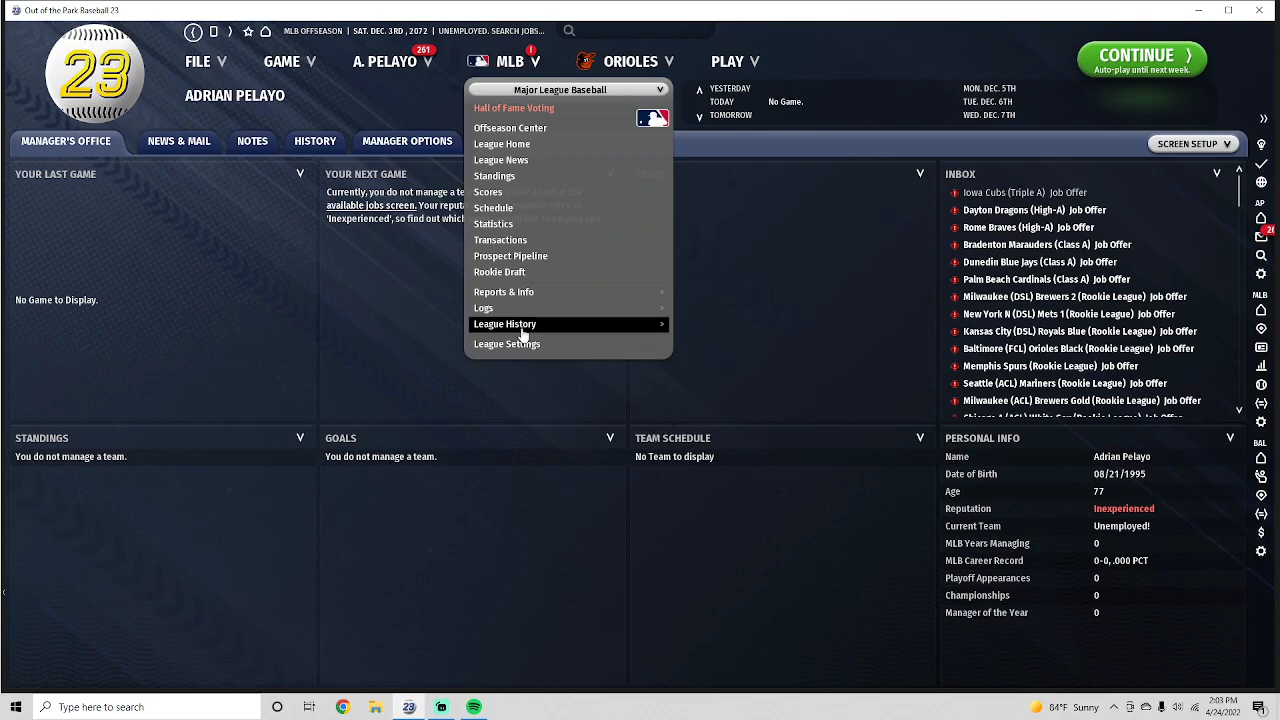 Out of the Park Baseball 23
MLB OFFSEASON | SAT. DEC. 3RD, 2072 | UNEMPLOYED. SEARCH JOBS...
FILE GAME A. PELAYO 261 MLB ! ORIOLES PLAY
CONTINUE
Auto-play until next week.
23
ADRIAN PELAYO
Major League Baseball
YESTERDAY
TODAY No Game.
TOMORROW
MON. DEC. 5TH
TUE. DEC. 6TH
WED. DEC. 7TH
MANAGER'S OFFICE NEWS & MAIL NOTES HISTORY MANAGER OPTIONS SCREEN SETUP
Hall of Fame Voting
Offseason Center
League Home
League News
Standings
Scores
Schedule
Statistics
Transactions
Prospect Pipeline
Rookie Draft
Reports & Info >
Logs >
League History >
League Settings
YOUR LAST GAME
No Game to Display.
YOUR NEXT GAME
Currently, you do not manage a te
available jobs screen. Your reputa
'Inexperienced', so find out which
INBOX
Iowa Cubs (Triple A) Job Offer
Dayton Dragons (High-A) Job Offer
Rome Braves (High-A) Job Offer
Bradenton Marauders (Class A) Job Offer
Dunedin Blue Jays (Class A) Job Offer
Palm Beach Cardinals (Class A) Job Offer
Milwaukee (DSL) Brewers 2 (Rookie League) Job Offer
New York N (DSL) Mets 1 (Rookie League) Job Offer
Kansas City (DSL) Royals Blue (Rookie League) Job Offer
Baltimore (FCL) Orioles Black (Rookie League) Job Offer
Memphis Spurs (Rookie League) Job Offer
Seattle (ACL) Mariners (Rookie League) Job Offer
Milwaukee (ACL) Brewers Gold (Rookie League) Job Offer
Chicago A (ACL) White Sox (Rookie League) Job Offer
AP
26
MLB
BAL
STANDINGS
You do not manage a team.
GOALS
You do not manage a team.
TEAM SCHEDULE
No Team to display
PERSONAL INFO
Name Adrian Pelayo
Date of Birth 08/21/1995
Age 77
Reputation Inexperienced
Current Team Unemployed!
MLB Years Managing 0
MLB Career Record 0-0, .000 PCT
Playoff Appearances 0
Championships 0
Manager of the Year 0
Type here to search
23
84°F Sunny
2:03 PM
4/24/2022